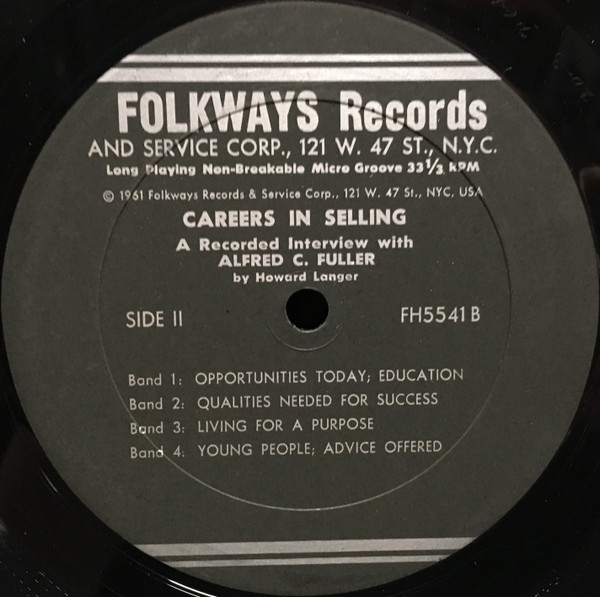 FOLKWAYS Records
AND SERVICE CORP., 121 W. 47 ST., N.Y.C.
Long Playing Non-Breakable Micro Groove 33 1/3 RPM
© 1961 Folkways Records & Service Corp., 121 W. 47 St., NYC, USA
CAREERS IN SELLING
A Recorded Interview with
ALFRED C. FULLER
by Howard Langer
SIDE II FH5541B
Band 1: OPPORTUNITIES TODAY; EDUCATION
Band 2: QUALITIES NEEDED FOR SUCCESS
Band 3: LIVING FOR A PURPOSE
Band 4: YOUNG PEOPLE; ADVICE OFFERED